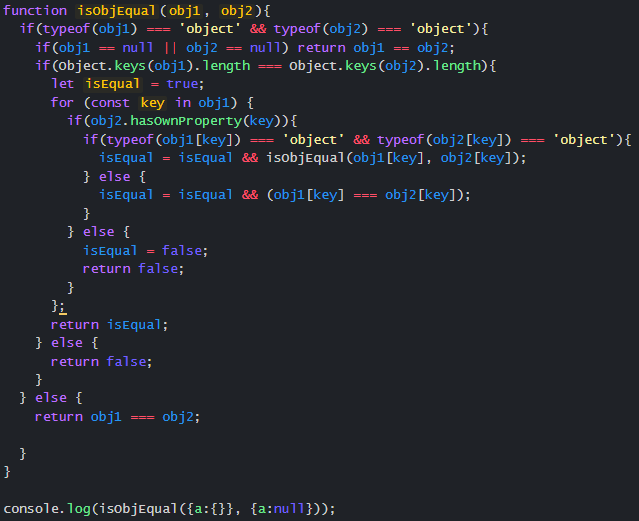 function isObjEqual(obj1, obj2){
  if(typeof(obj1) === 'object' && typeof(obj2) === 'object'){
    if(obj1 == null || obj2 == null) return obj1 == obj2;
    if(Object.keys(obj1).length === Object.keys(obj2).length){
      let isEqual = true;
      for (const key in obj1) {
        if(obj2.hasOwnProperty(key)){
          if(typeof(obj1[key]) === 'object' && typeof(obj2[key]) === 'object'){
            isEqual = isEqual && isObjEqual(obj1[key], obj2[key]);
          } else {
            isEqual = isEqual && (obj1[key] === obj2[key]);
          }
        } else {
          isEqual = false;
          return false;
        }
      };
      return isEqual;
    } else {
      return false;
    }
  } else {
    return obj1 === obj2;

  }
}

console.log(isObjEqual({a:{}}, {a:null}));